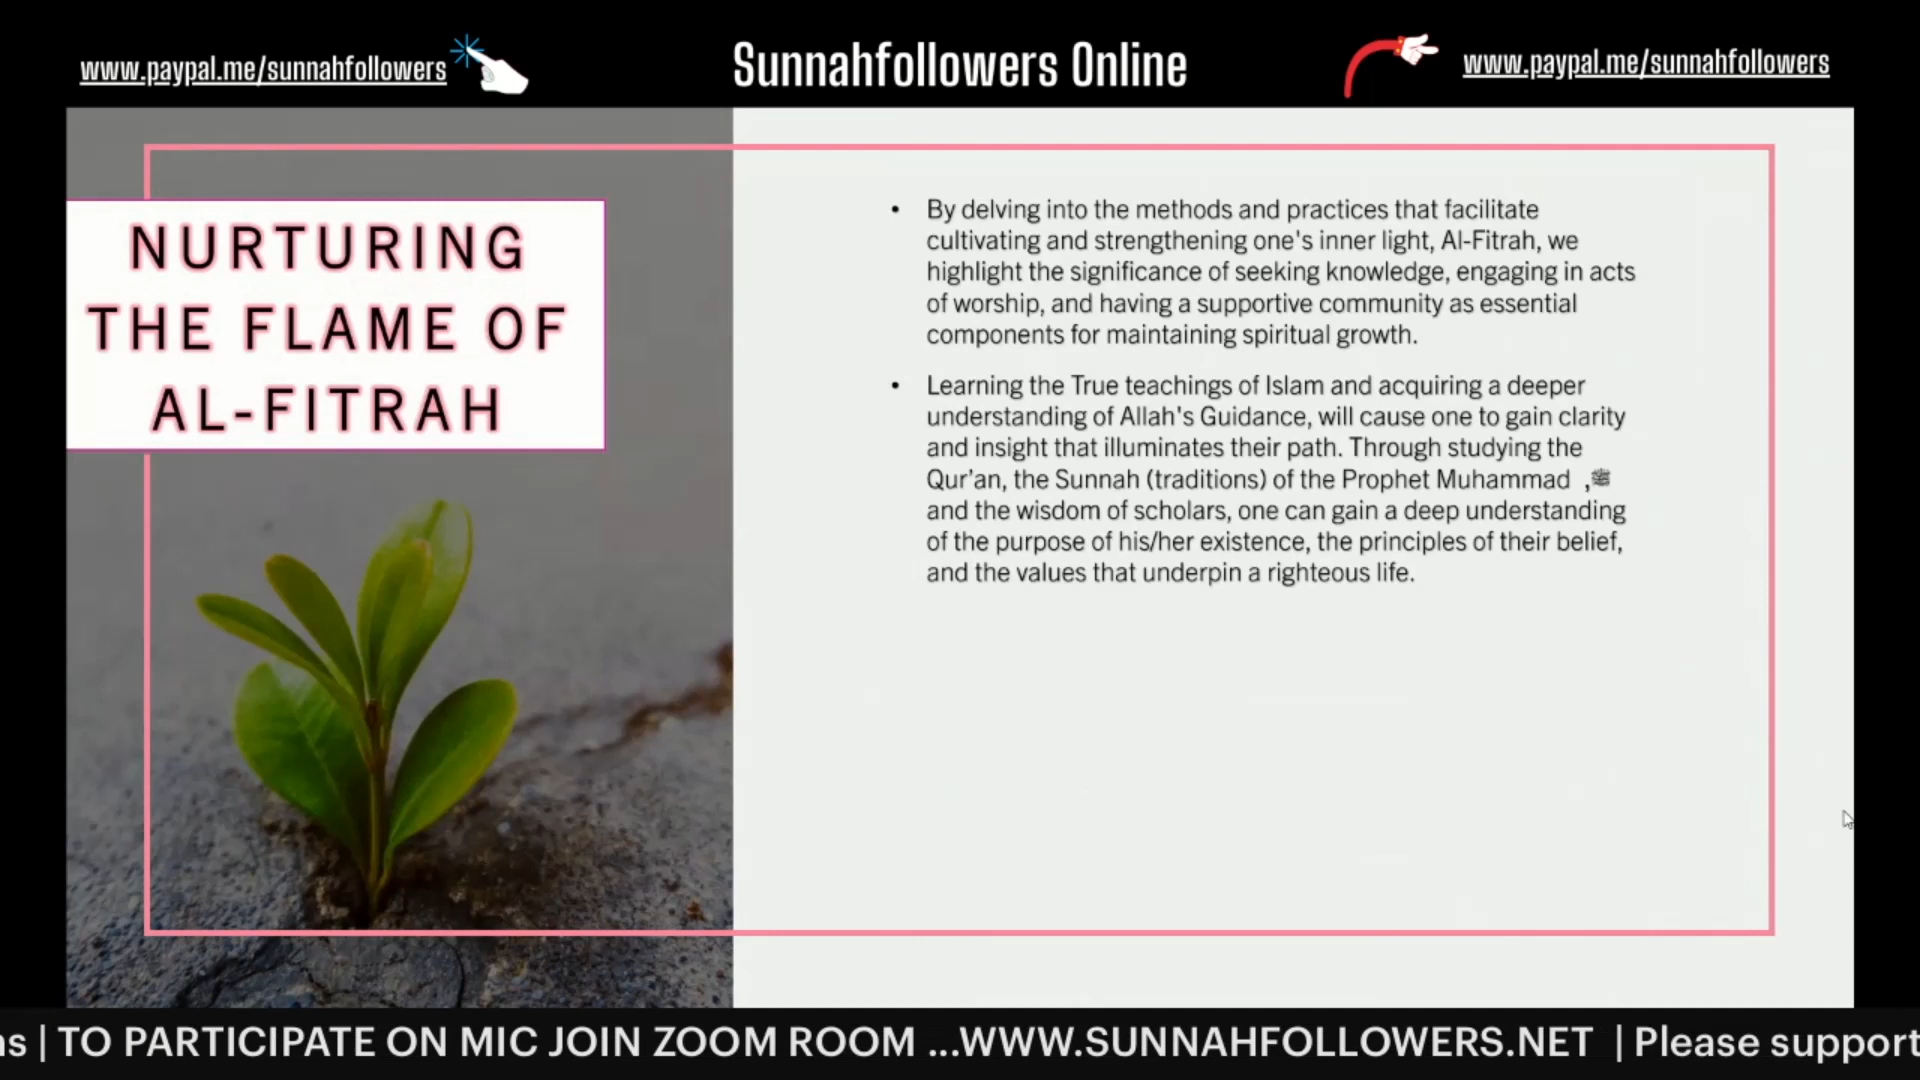 www.paypal.me/sunnahfollowers
Sunnahfollowers Online
www.paypal.me/sunnahfollowers
NURTURING
THE FLAME OF
AL-FITRAH
• By delving into the methods and practices that facilitate
cultivating and strengthening one's inner light, Al-Fitrah, we
highlight the significance of seeking knowledge, engaging in acts
of worship, and having a supportive community as essential
components for maintaining spiritual growth.
• Learning the True teachings of Islam and acquiring a deeper
understanding of Allah's Guidance, will cause one to gain clarity
and insight that illuminates their path. Through studying the
Qur’an, the Sunnah (traditions) of the Prophet Muhammad ,ﷺ
and the wisdom of scholars, one can gain a deep understanding
of the purpose of his/her existence, the principles of their belief,
and the values that underpin a righteous life.
ns | TO PARTICIPATE ON MIC JOIN ZOOM ROOM ...WWW.SUNNAHFOLLOWERS.NET | Please support